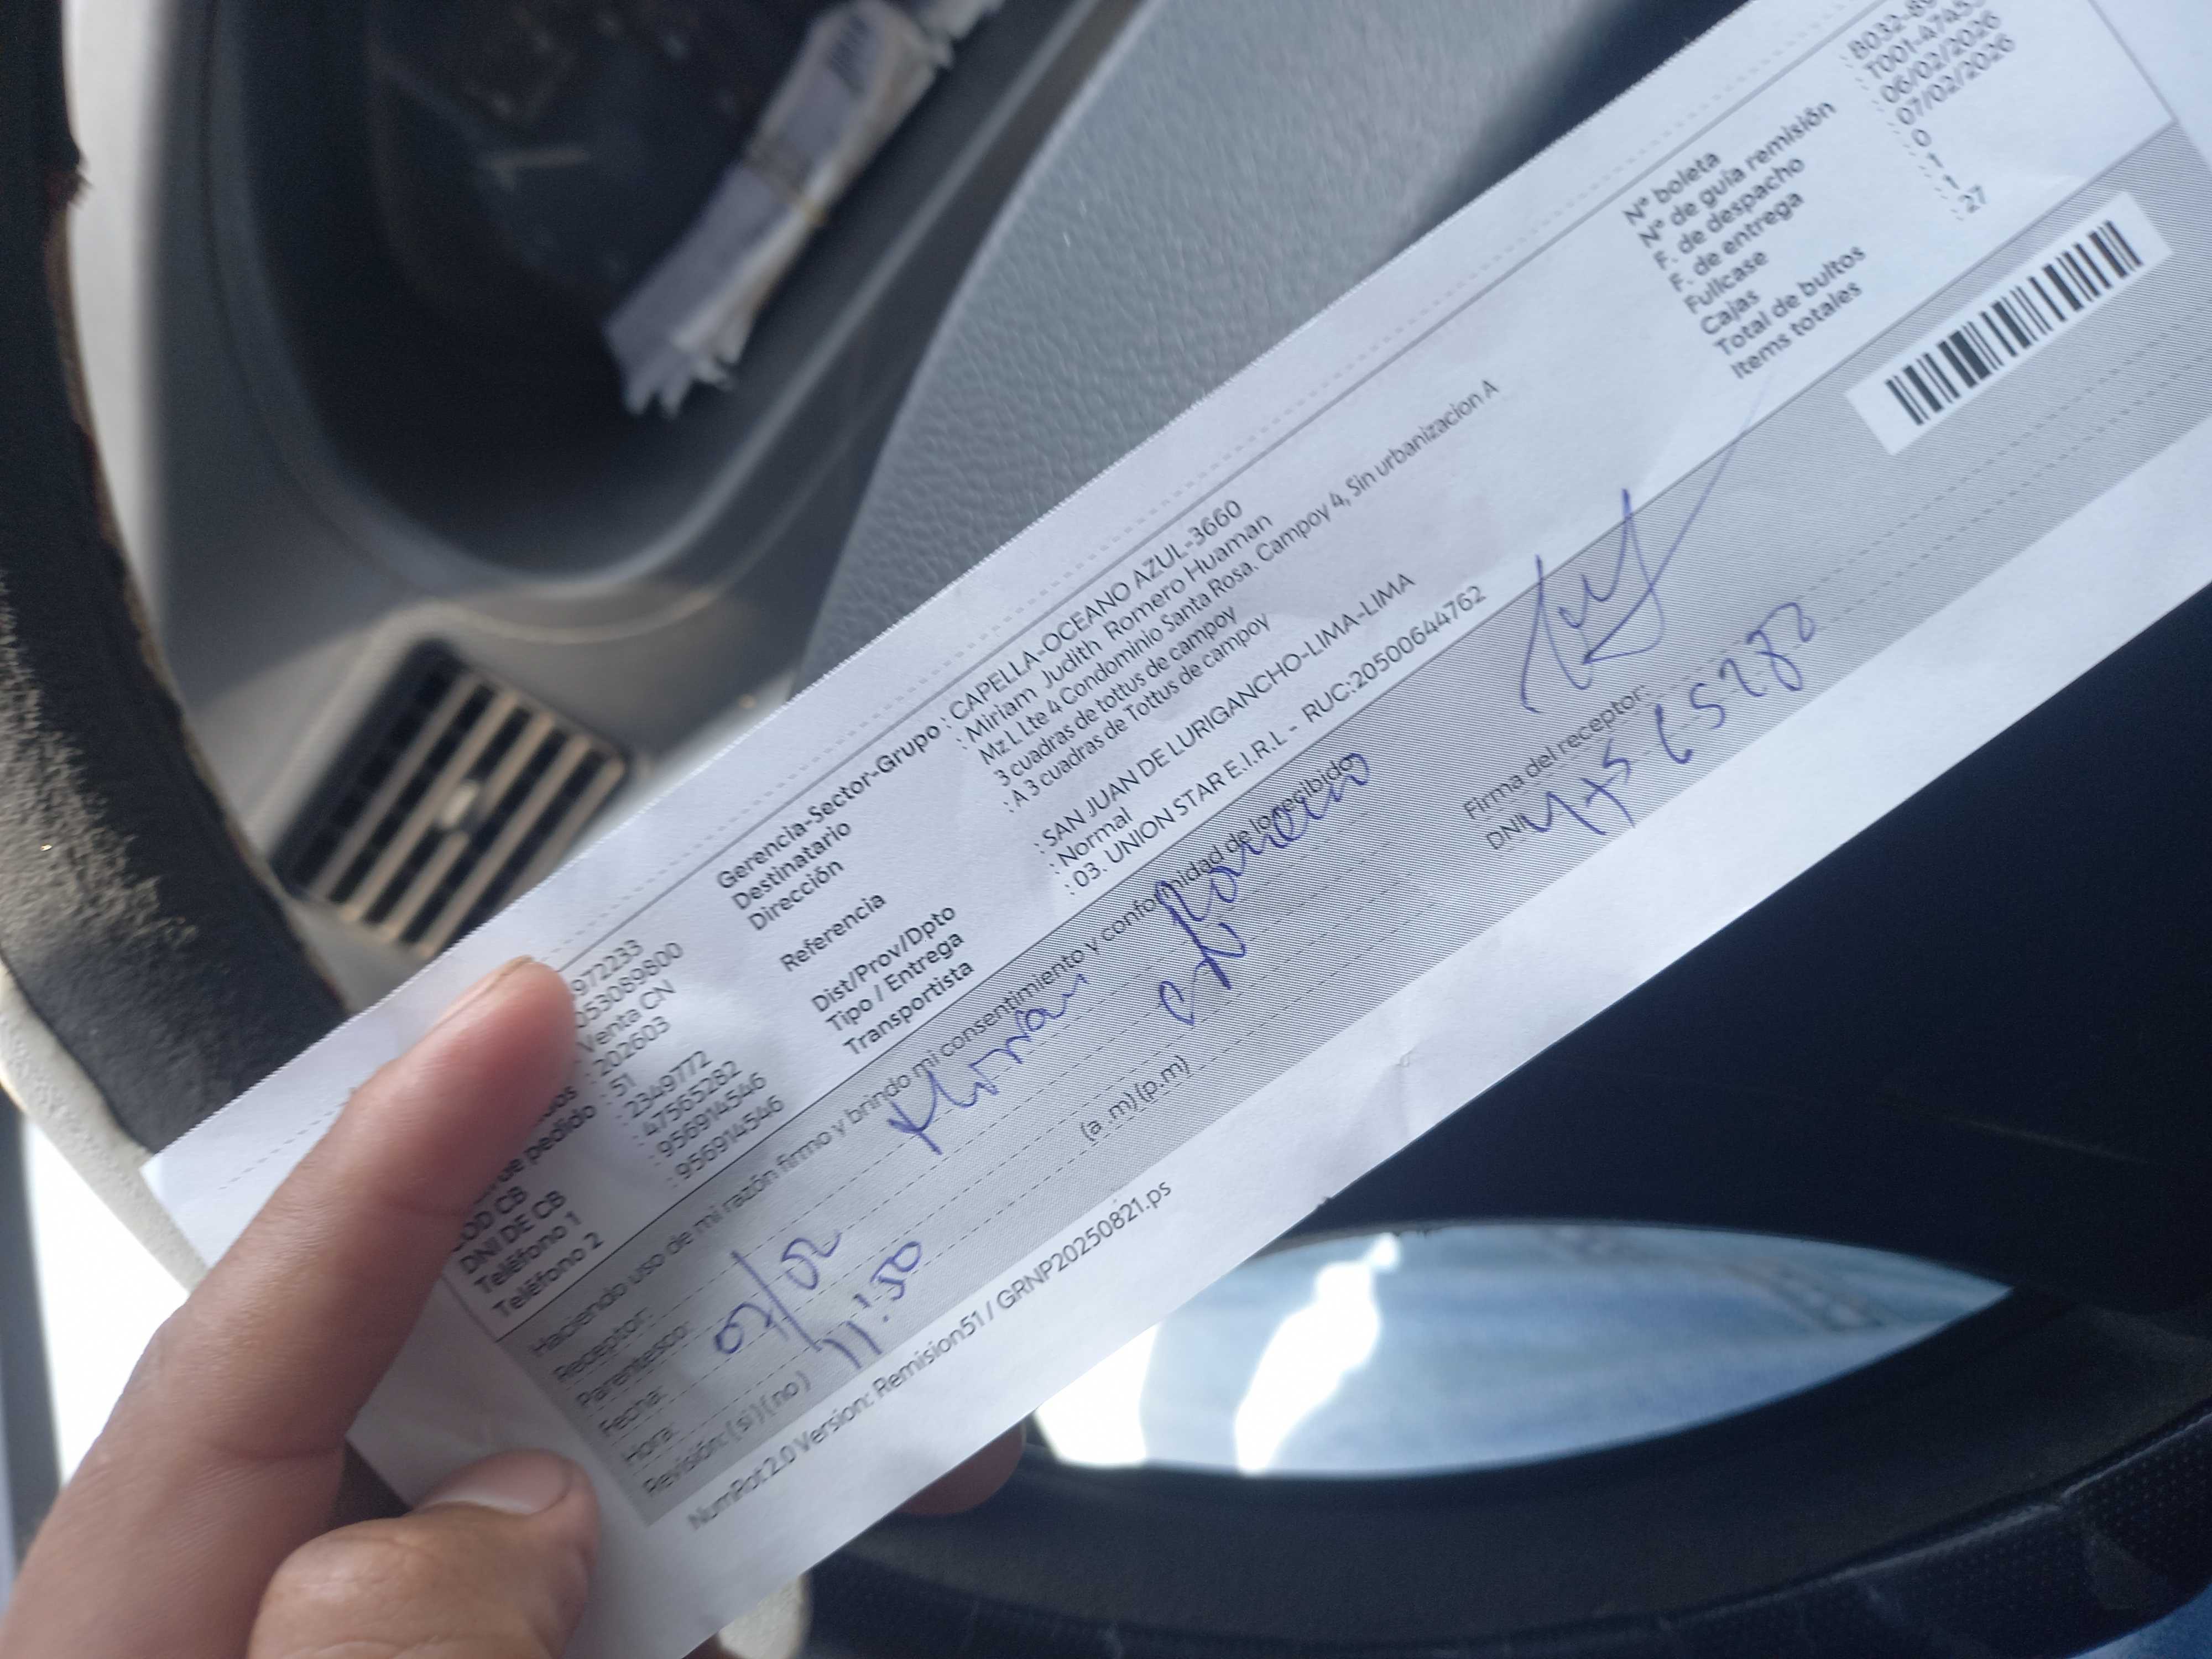 972233
053089800
Venta CN
202603
de pedido : 51
COD CB : 2349772
DNI DE CB : 47565282
Teléfono 1 : 956914546
Teléfono 2 : 956914546
Gerencia-Sector-Grupo : CAPELLA-OCEANO AZUL-3660
Destinatario : Miriam Judith Romero Huaman
Dirección Mz L Lte 4 Condominio Santa Rosa. Campoy 4, Sin urbanizacion A
3 cuadras de tottus de campoy
Referencia : A 3 cuadras de Tottus de campoy
Dist/Prov/Dpto : SAN JUAN DE LURIGANCHO-LIMA-LIMA
Tipo / Entrega : Normal
Transportista : 03. UNION STAR E.I.R.L - RUC:20500644762
N° boleta : B032-
N° de guía remisión : T001-4745
F. de despacho : 06/02/2026
F. de entrega : 07/02/2026
Fullcase : 0
Cajas : 1
Total de bultos : 1
Items totales : 27
Haciendo uso de mi razón firmo y brindo mi consentimiento y conformidad de lo recibido
Receptor: Miriam Romero
Parentesco:
Fecha: 07/02
Hora: 11:50 (a.m) (p.m)
Revisión: (si) (no)
Firma del receptor:
DNI: 47565282
NumRot:2.0 Version: Remision51 / GRNP20250821.ps